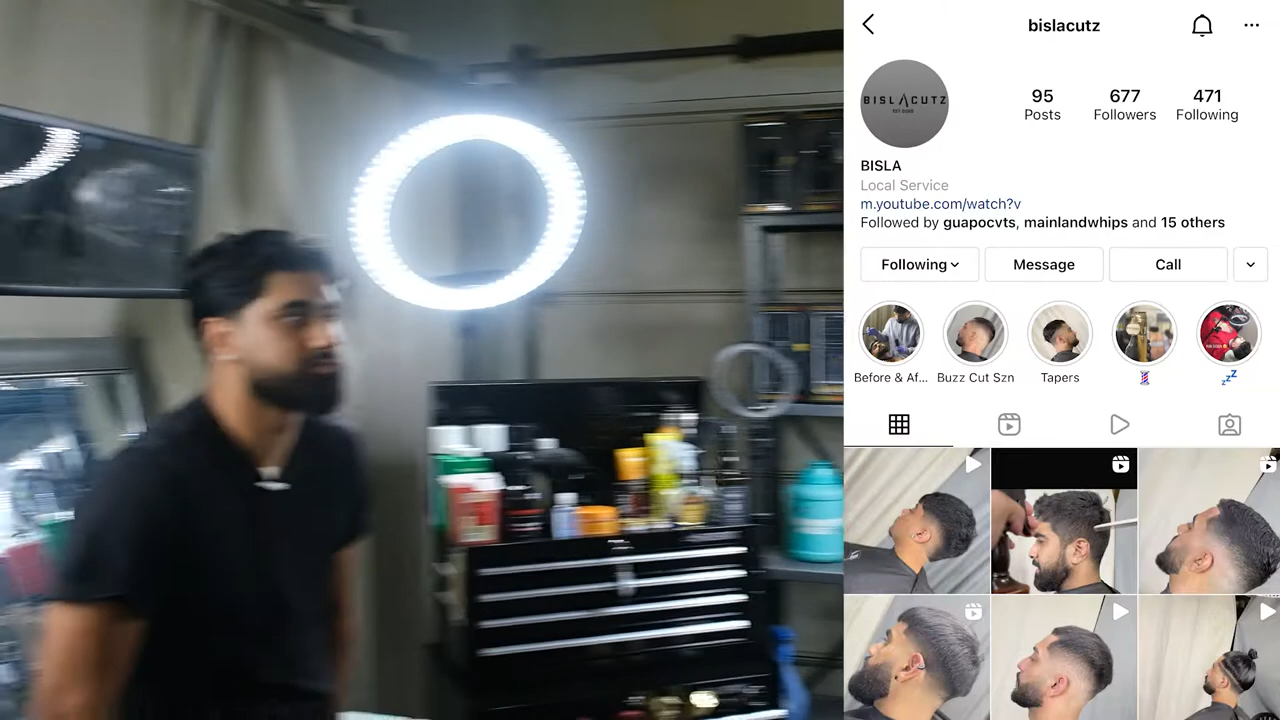 bislacutz
BISLACUTZ
95
677
471
Posts
Followers
Following
BISLA
Local Service
m.youtube.com/watch?v
Followed by guapocvts, mainlandwhips and 15 others
Following
Message
Call
Before & Af...
Buzz Cut Szn
Tapers
💈
💤